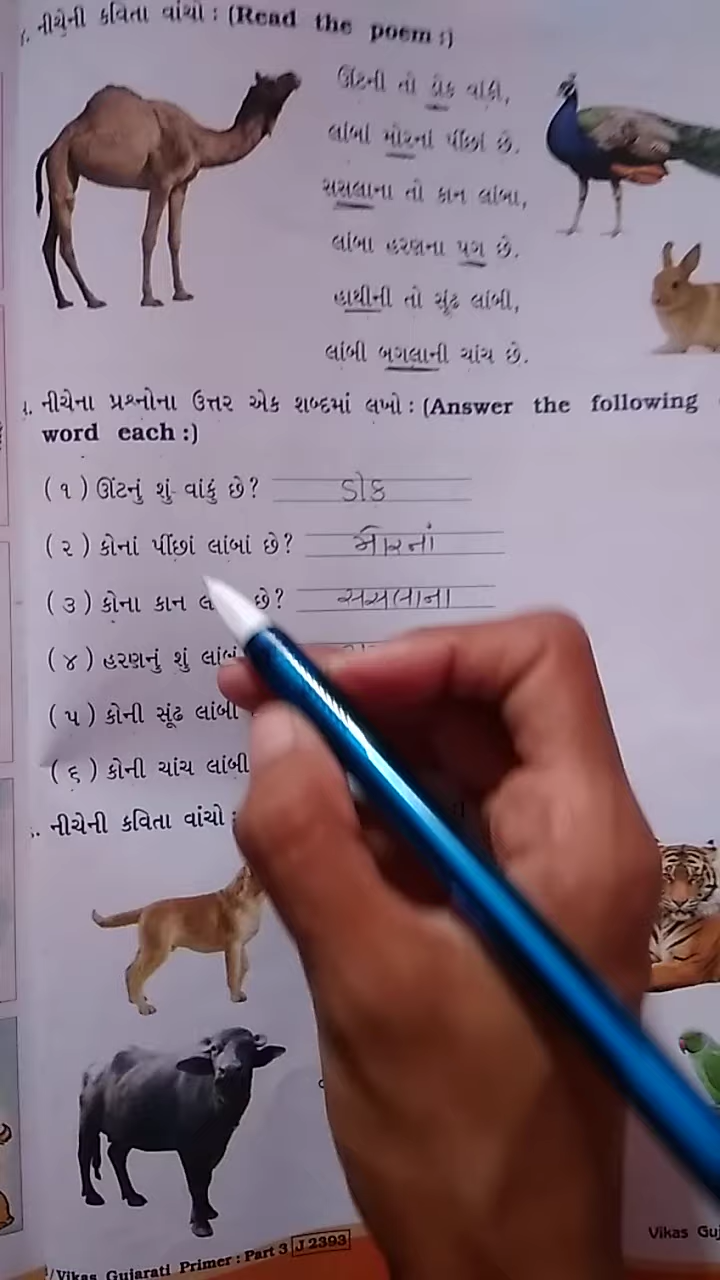 નીચેની કવિતા વાંચો : (Read the poem :)
ઊંટની તો ડોક વાંકી,
લાંબાં મોરનાં પીંછાં છે.
સસલાના તો કાન લાંબા,
લાંબા હરણના પગ છે.
હાથીની તો સૂંઢ લાંબી,
લાંબી બગલાની ચાંચ છે.
નીચેના પ્રશ્નોના ઉત્તર એક શબ્દમાં લખો : (Answer the following
word each :)
(૧) ઊંટનું શું વાંકું છે? ડોક
(૨) કોનાં પીંછાં લાંબાં છે? મોરનાં
(૩) કોના કાન છે? સસલાના
(૪) હરણનું શું
(૫) કોની સૂંઢ લાંબી
(૬) કોની ચાંચ લાંબી
નીચેની કવિતા વાંચો :
Vikas Gujarati Primer : Part 3 J 2393
Vikas